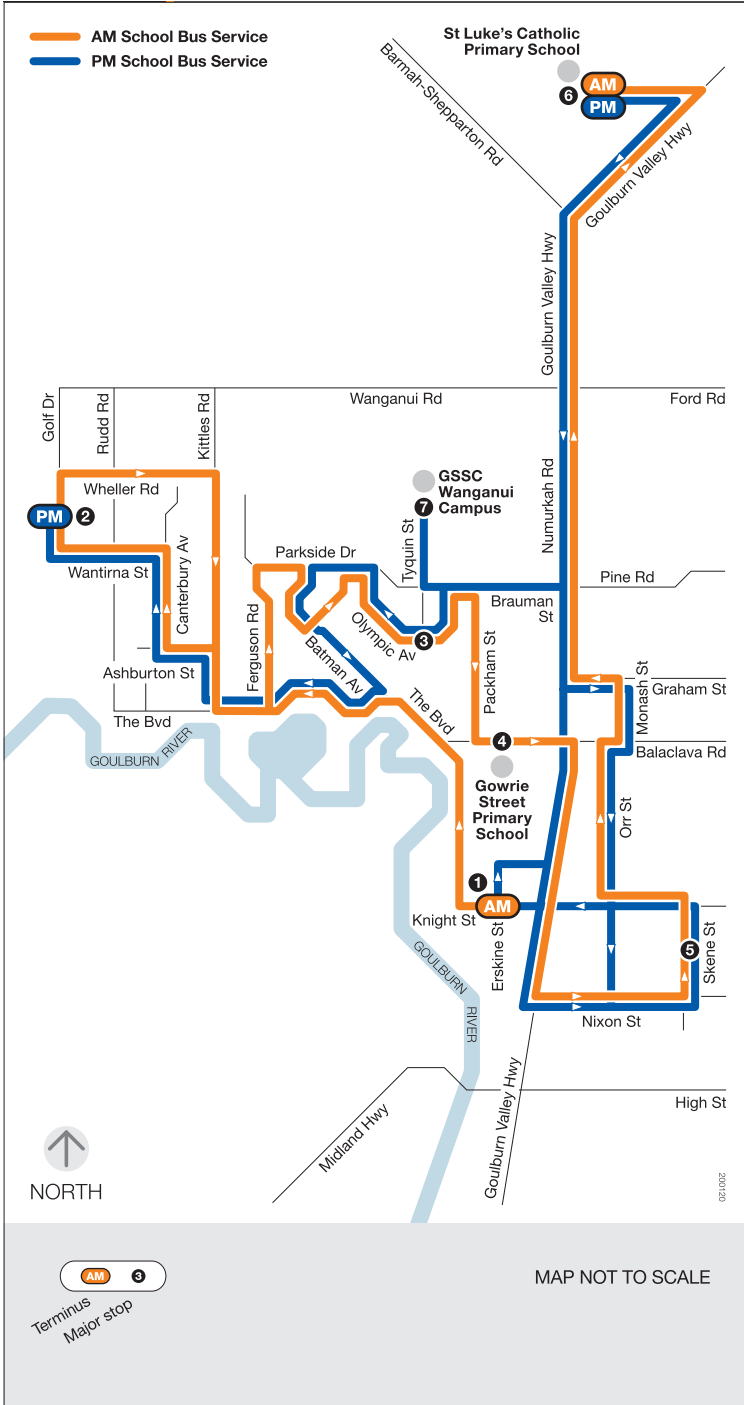 AM School Bus Service
PM School Bus Service
St Luke's Catholic
Primary School
6
AM
PM
Barmah-Shepparton Rd
Goulburn Valley Hwy
Goulburn Valley Hwy
Golf Dr
Rudd Rd
Kittles Rd
Wanganui Rd
Ford Rd
Wheller Rd
PM
2
Wantirna St
Canterbury Av
Ashburton St
The Bvd
Ferguson Rd
Parkside Dr
Batman Av
Olympic Av
3
Tyquin St
GSSC
Wanganui
Campus
7
Numurkah Rd
Pine Rd
Brauman
St
Packham St
The Bvd
4
Gowrie
Street
Primary
School
Monash St
Graham St
Balaclava Rd
Orr St
1
AM
Knight St
Erskine St
5
Skene St
Nixon St
GOULBURN
RIVER
GOULBURN
RIVER
Goulburn Valley Hwy
High St
Midland Hwy
NORTH
200120
AM
3
Terminus
Major stop
MAP NOT TO SCALE